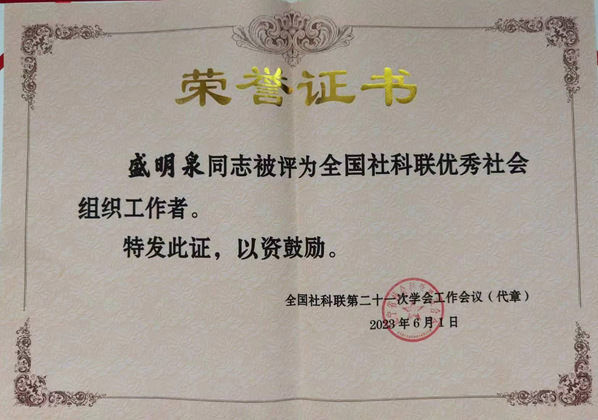 荣誉证书
盛明泉同志被评为全国社科联优秀社会
组织工作者。
特发此证，以资鼓励。
全国社科联第二十一次学会工作会议（代章）
2023年6月1日